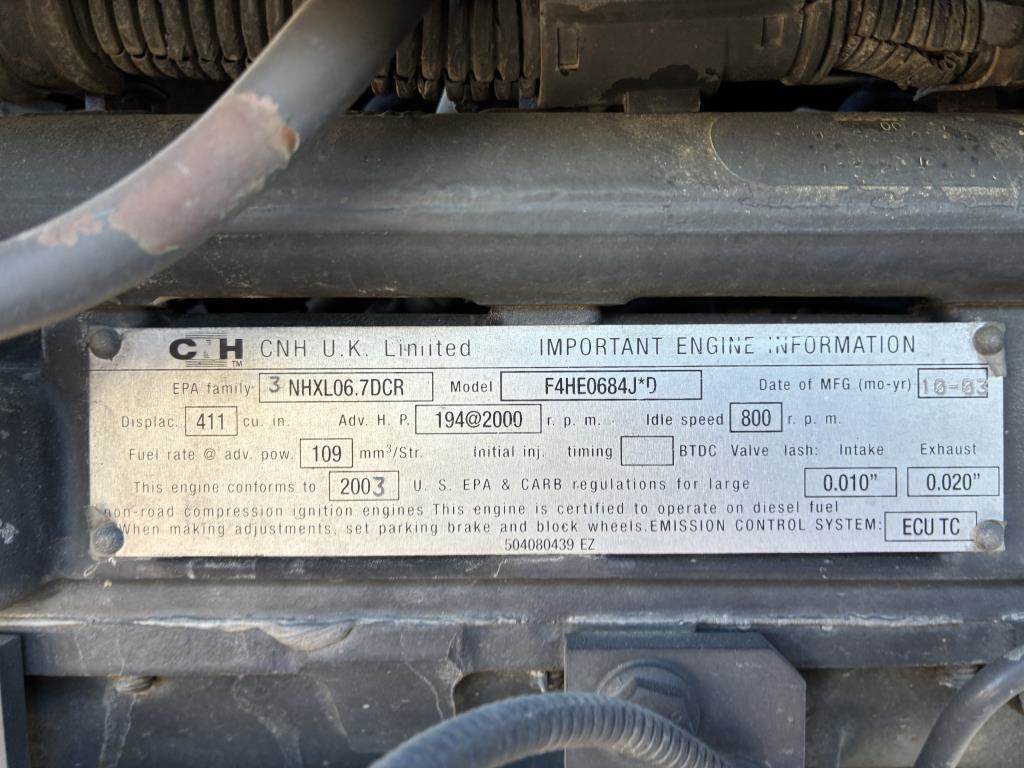 CNH™ CNH U.K. Limited IMPORTANT ENGINE INFORMATION
EPA family 3 NHXL06.7DCR Model F4HE0684J*D Date of MFG (mo-yr) 10-03
Displac. 411 cu. in. Adv. H. P. 194@2000 r. p. m. Idle speed 800 r. p. m.
Fuel rate @ adv. pow. 109 mm³/Str. Initial inj. timing BTDC Valve lash: Intake Exhaust
This engine conforms to 2003 U. S. EPA & CARB regulations for large 0.010" 0.020"
non-road compression ignition engines This engine is certified to operate on diesel fuel
When making adjustments, set parking brake and block wheels. EMISSION CONTROL SYSTEM: ECU TC
504080439 EZ